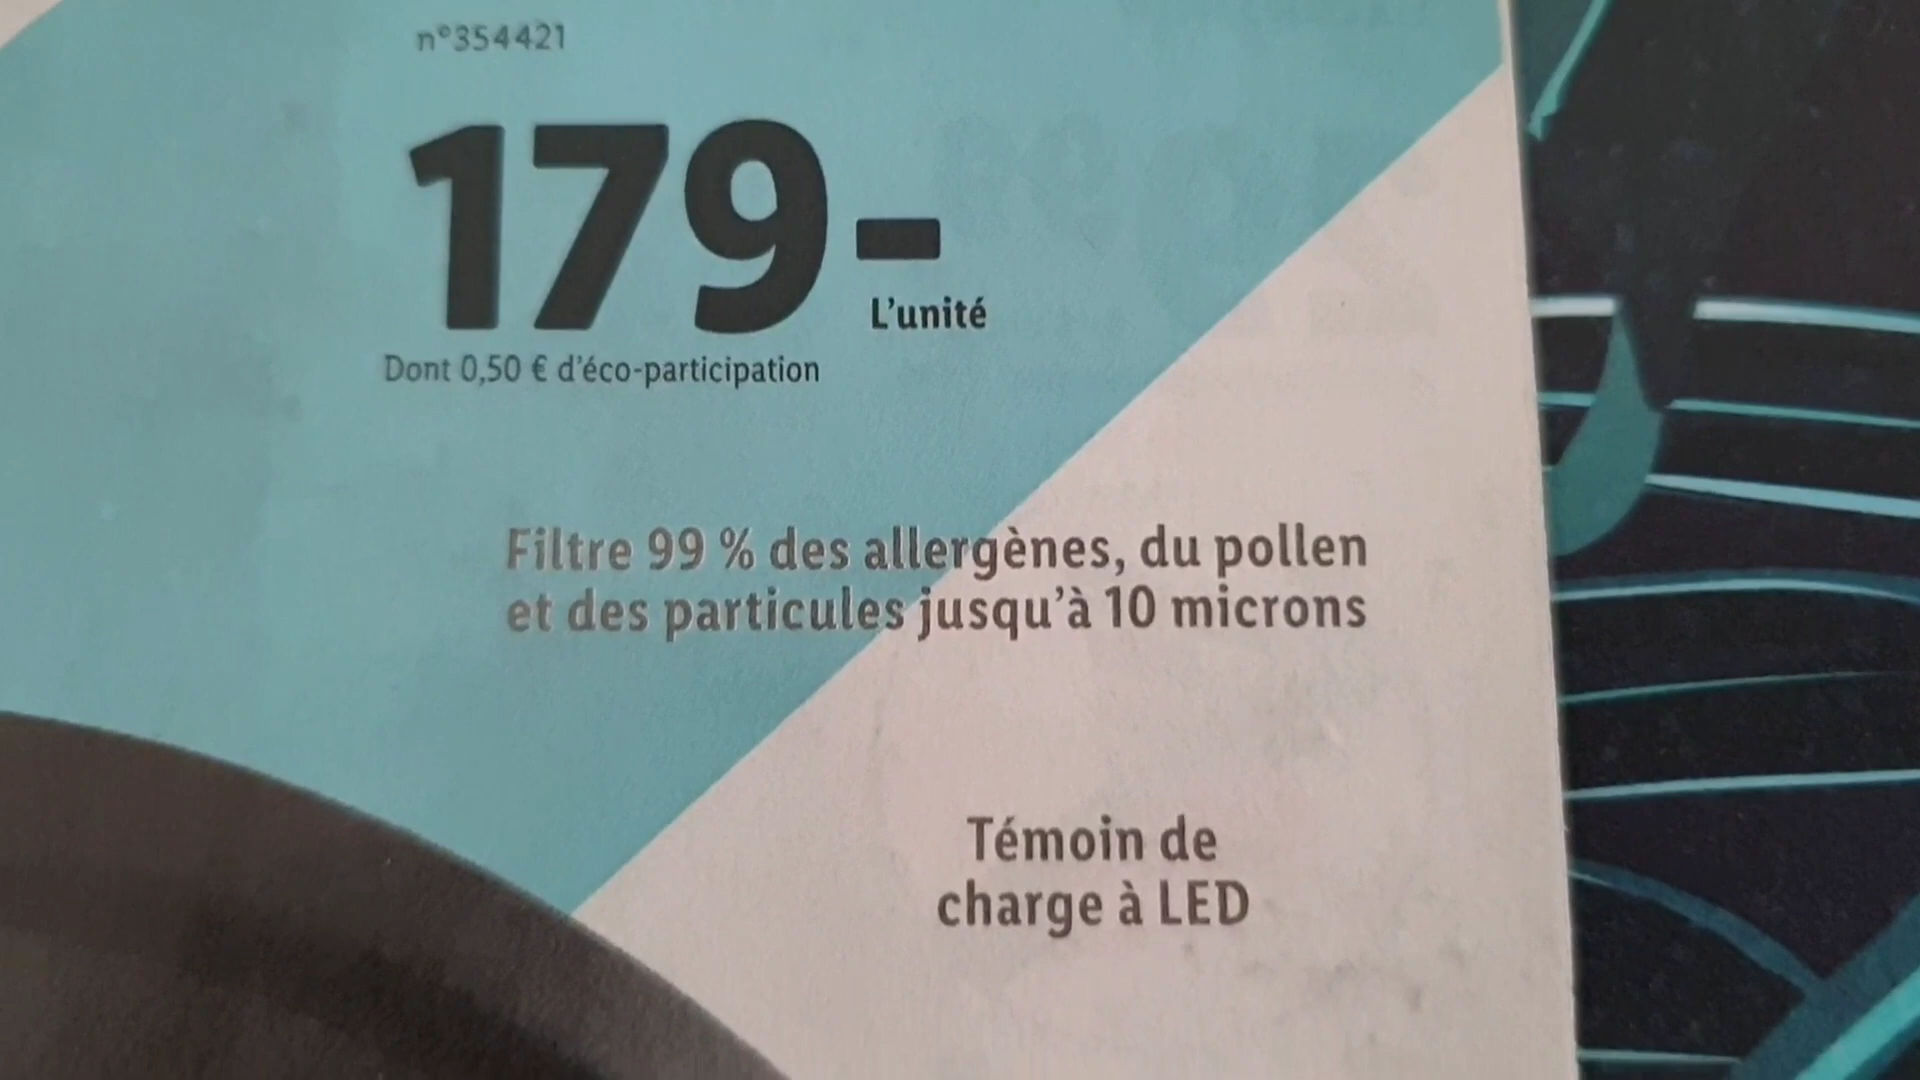 n°354421
179-
L'unité
Dont 0,50 € d'éco-participation
Filtre 99 % des allergènes, du pollen
et des particules jusqu'à 10 microns
Témoin de
charge à LED